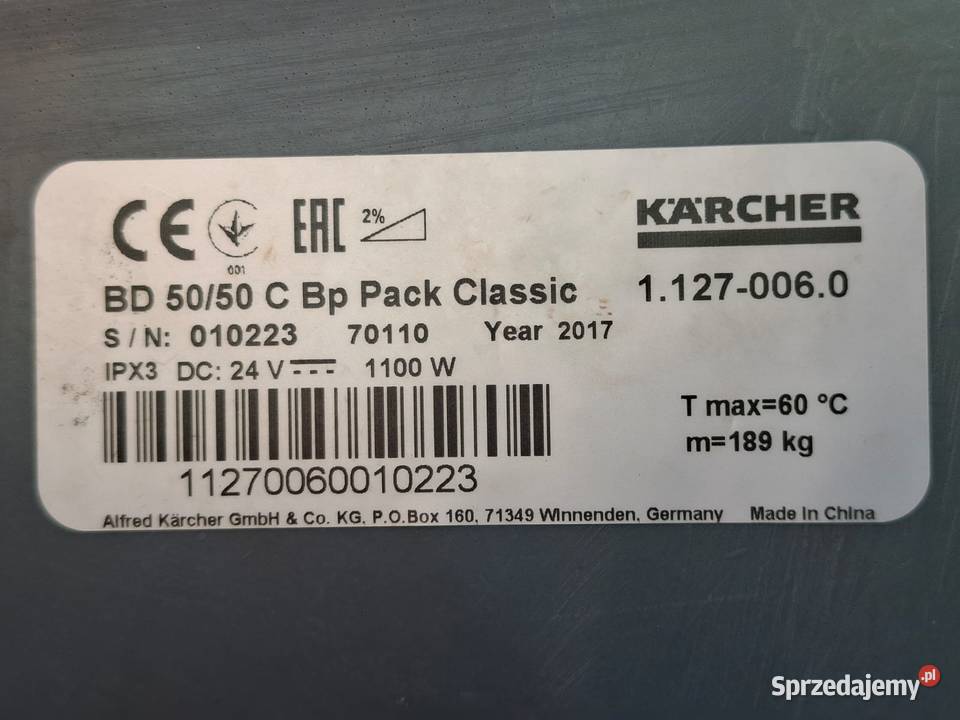 CE 001 EAC 2% KÄRCHER
BD 50/50 C Bp Pack Classic 1.127-006.0
S / N: 010223 70110 Year 2017
IPX3 DC: 24 V 1100 W
T max=60 °C
m=189 kg
11270060010223
Alfred Kärcher GmbH & Co. KG, P.O.Box 160, 71349 Winnenden, Germany Made in China
Sprzedajemy.pl